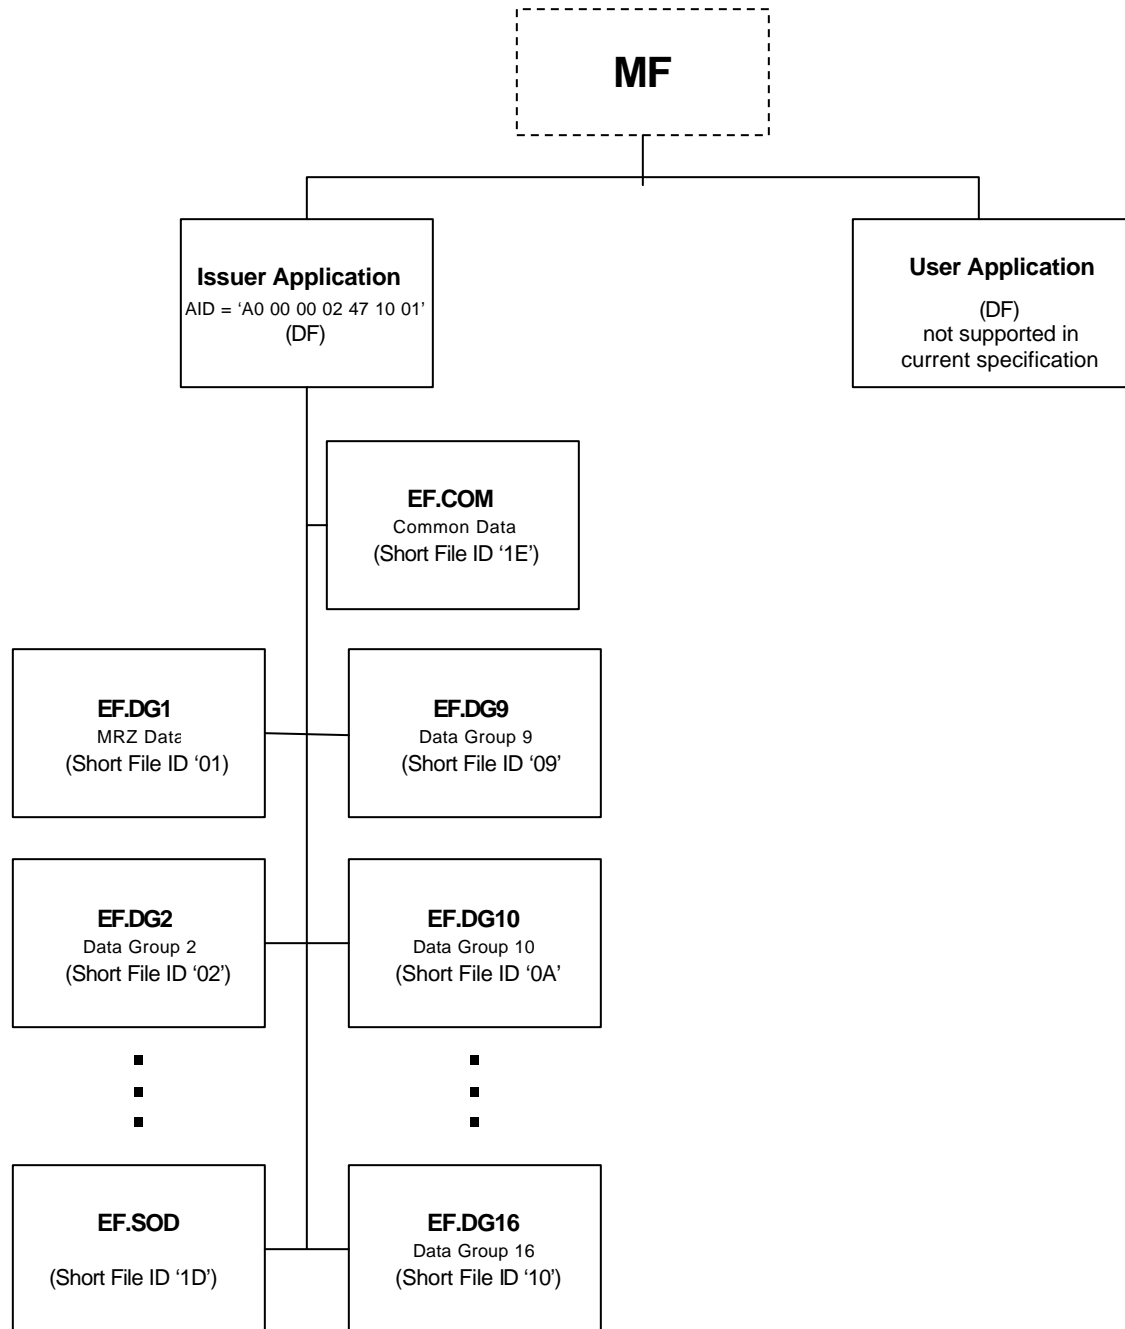 MF
Issuer Application
AID = ‘A0 00 00 02 47 10 01’
(DF)
User Application
(DF)
not supported in
current specification
EF.COM
Common Data
(Short File ID ‘1E’)
EF.DG1
MRZ Data
(Short File ID ‘01)
EF.DG9
Data Group 9
(Short File ID ‘09’
EF.DG2
Data Group 2
(Short File ID ‘02’)
EF.DG10
Data Group 10
(Short File ID ‘0A’
EF.SOD
(Short File ID ‘1D’)
EF.DG16
Data Group 16
(Short File ID ‘10’)